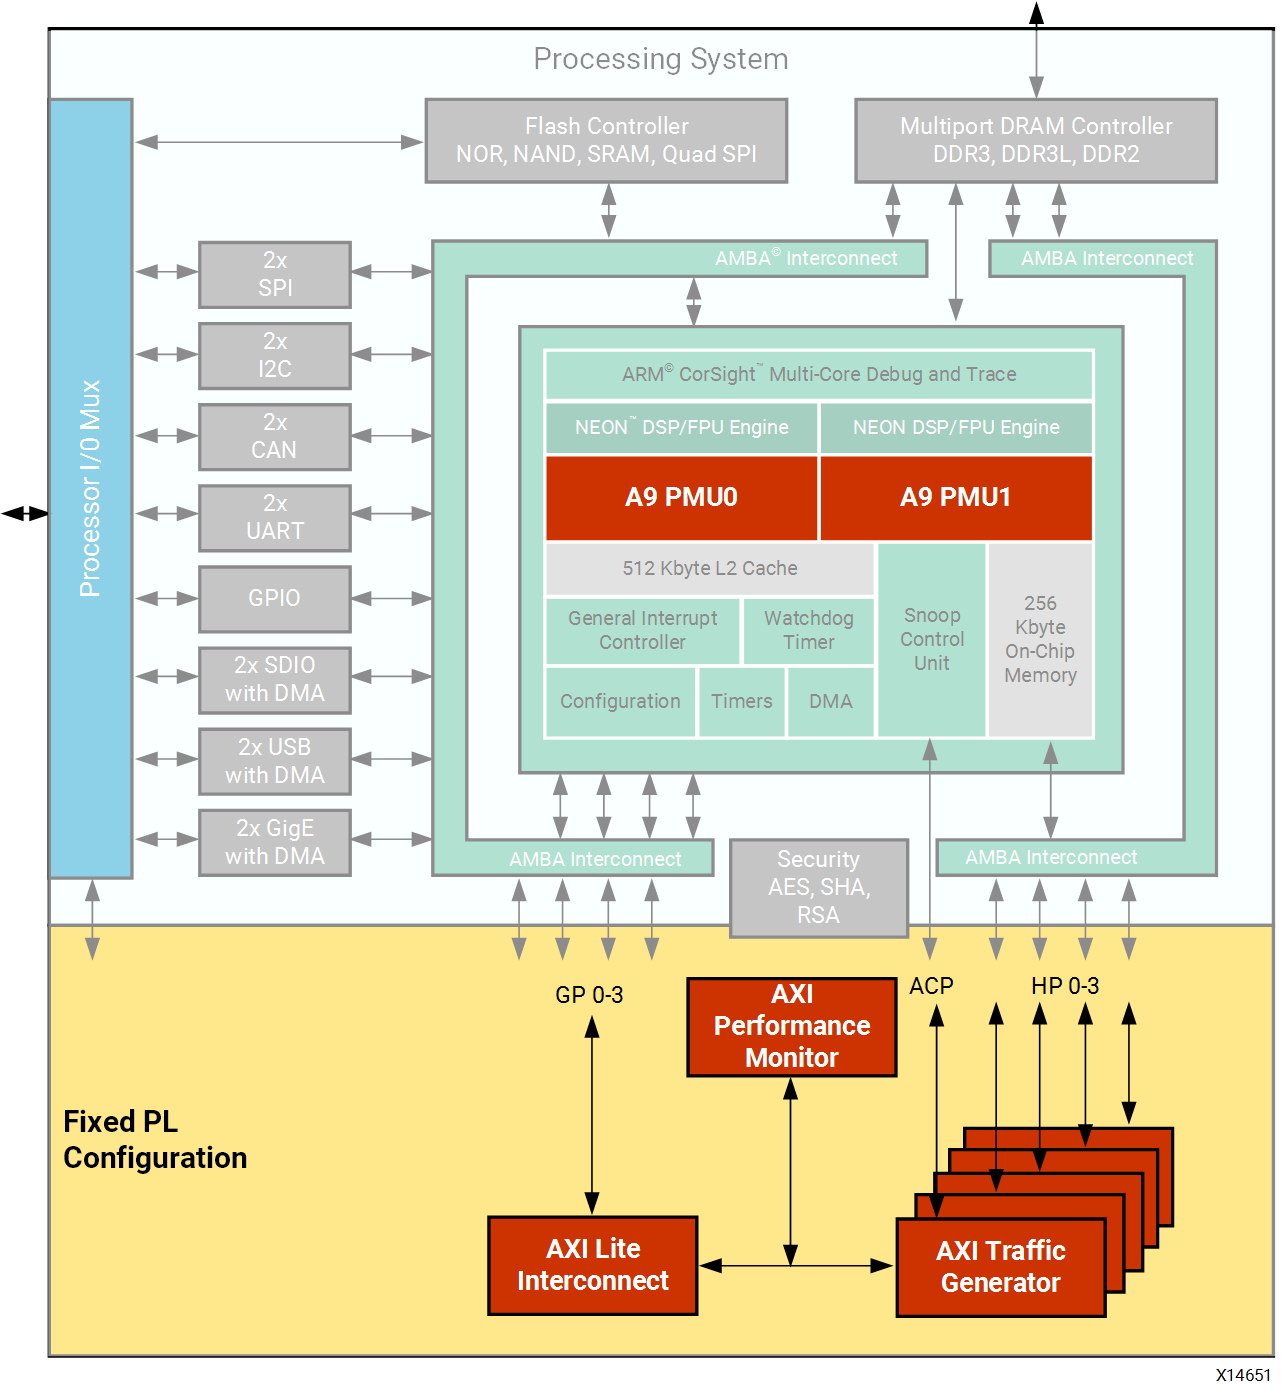 Processing System
Flash Controller
NOR, NAND, SRAM, Quad SPI
Multiport DRAM Controller
DDR3, DDR3L, DDR2
AMBA© Interconnect
AMBA Interconnect
2x
SPI
2x
I2C
2x
CAN
2x
UART
GPIO
2x SDIO
with DMA
2x USB
with DMA
2x GigE
with DMA
Processor I/0 Mux
ARM© CorSight™ Multi-Core Debug and Trace
NEON™ DSP/FPU Engine
NEON DSP/FPU Engine
A9 PMU0
A9 PMU1
512 Kbyte L2 Cache
General Interrupt
Controller
Watchdog
Timer
Configuration
Timers
DMA
Snoop
Control
Unit
256
Kbyte
On-Chip
Memory
AMBA Interconnect
Security
AES, SHA,
RSA
AMBA Interconnect
GP 0-3
ACP
HP 0-3
AXI
Performance
Monitor
Fixed PL
Configuration
AXI Lite
Interconnect
AXI Traffic
Generator
X14651